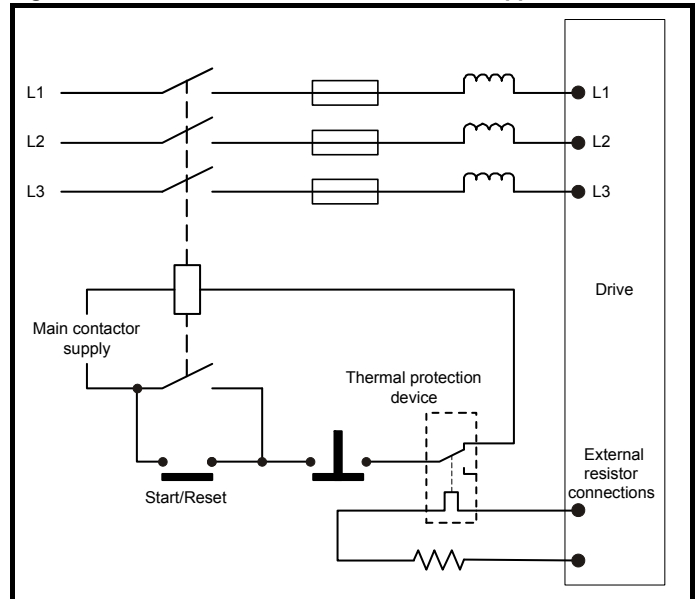 L1
L1
L2
L2
L3
L3
Drive
Main contactor
supply
Thermal protection
device
Start/Reset
External
resistor
connections